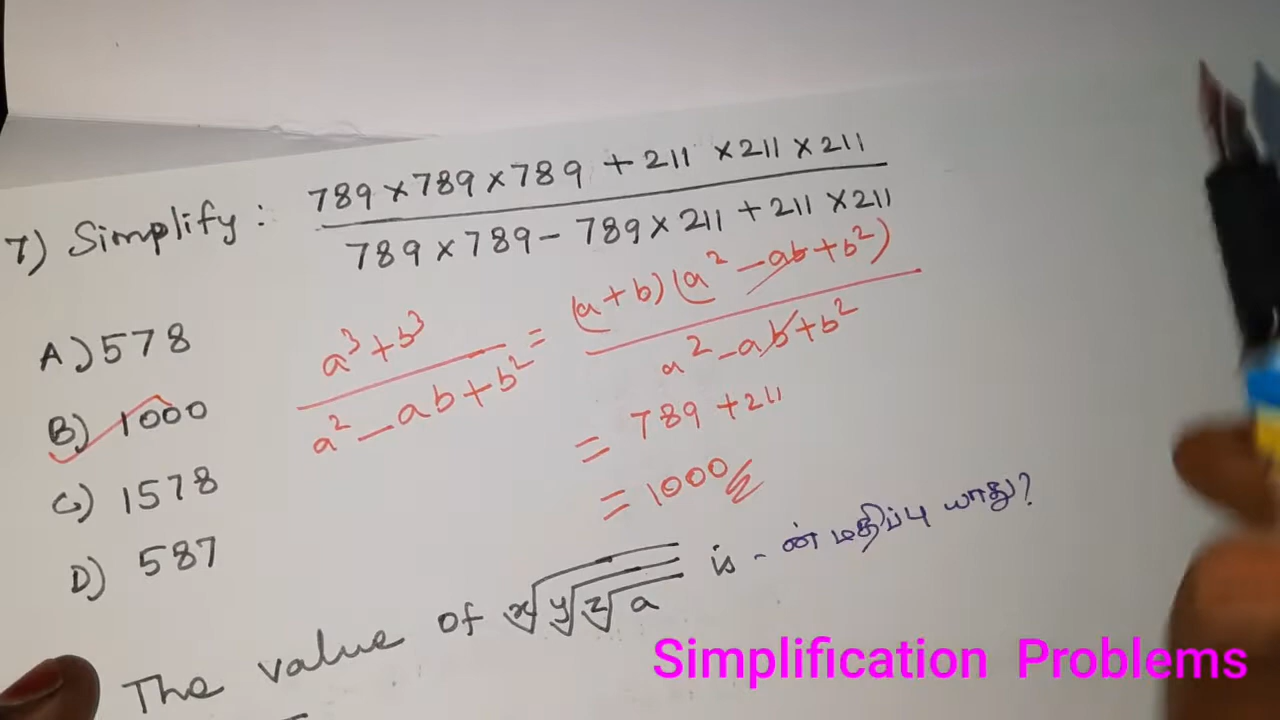 7) Simplify : 789 × 789 × 789 + 211 × 211 × 211
789 × 789 – 789 × 211 + 211 × 211
A) 578
B) 1000
C) 1578
D) 587
a³ + b³ = (a + b) (a² – ab + b²)
a² – ab + b² a² – ab + b²
= 789 + 211
= 1000
The value of x√y√z√a is - ன் மதிப்பு யாது?
Simplification Problems